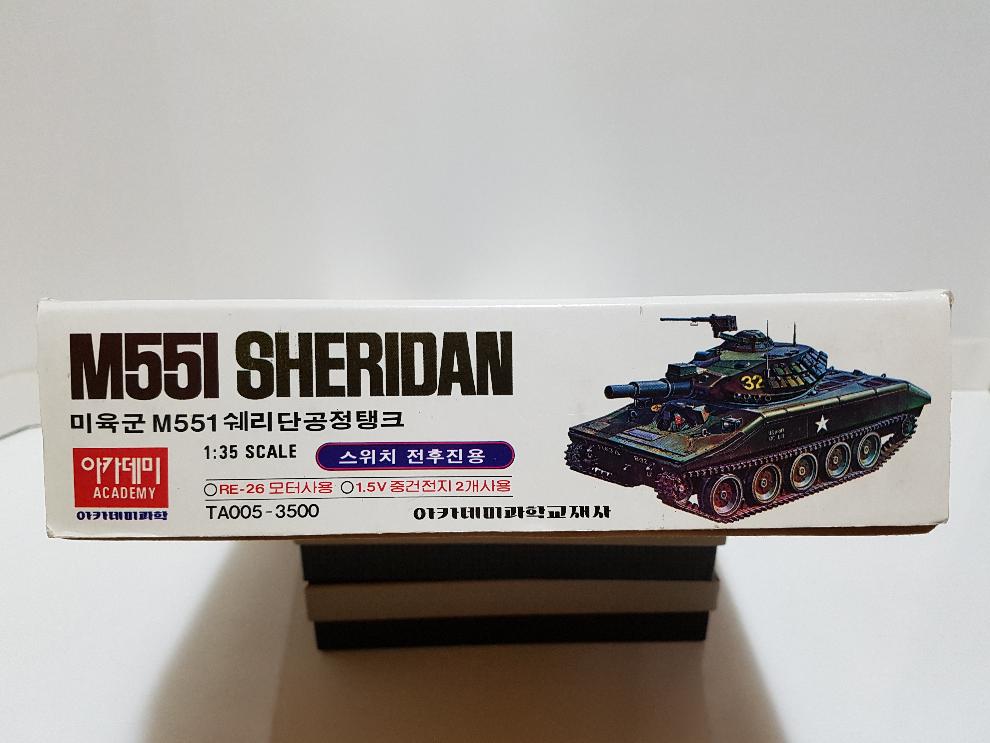 M551 SHERIDAN
미육군 M551 쉐리단공정탱크
1:35 SCALE
스위치 전후진용
아카데미
ACADEMY
아카데미과학
○RE-26 모터사용 ○1.5V 중건전지 2개사용
TA005-3500
아카데미과학교재사
32